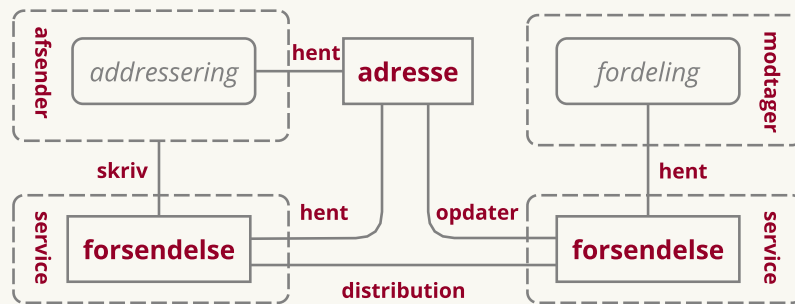 afsender
addressering
hent
adresse
fordeling
modtager
skriv
hent
service
forsendelse
hent
opdater
forsendelse
service
distribution